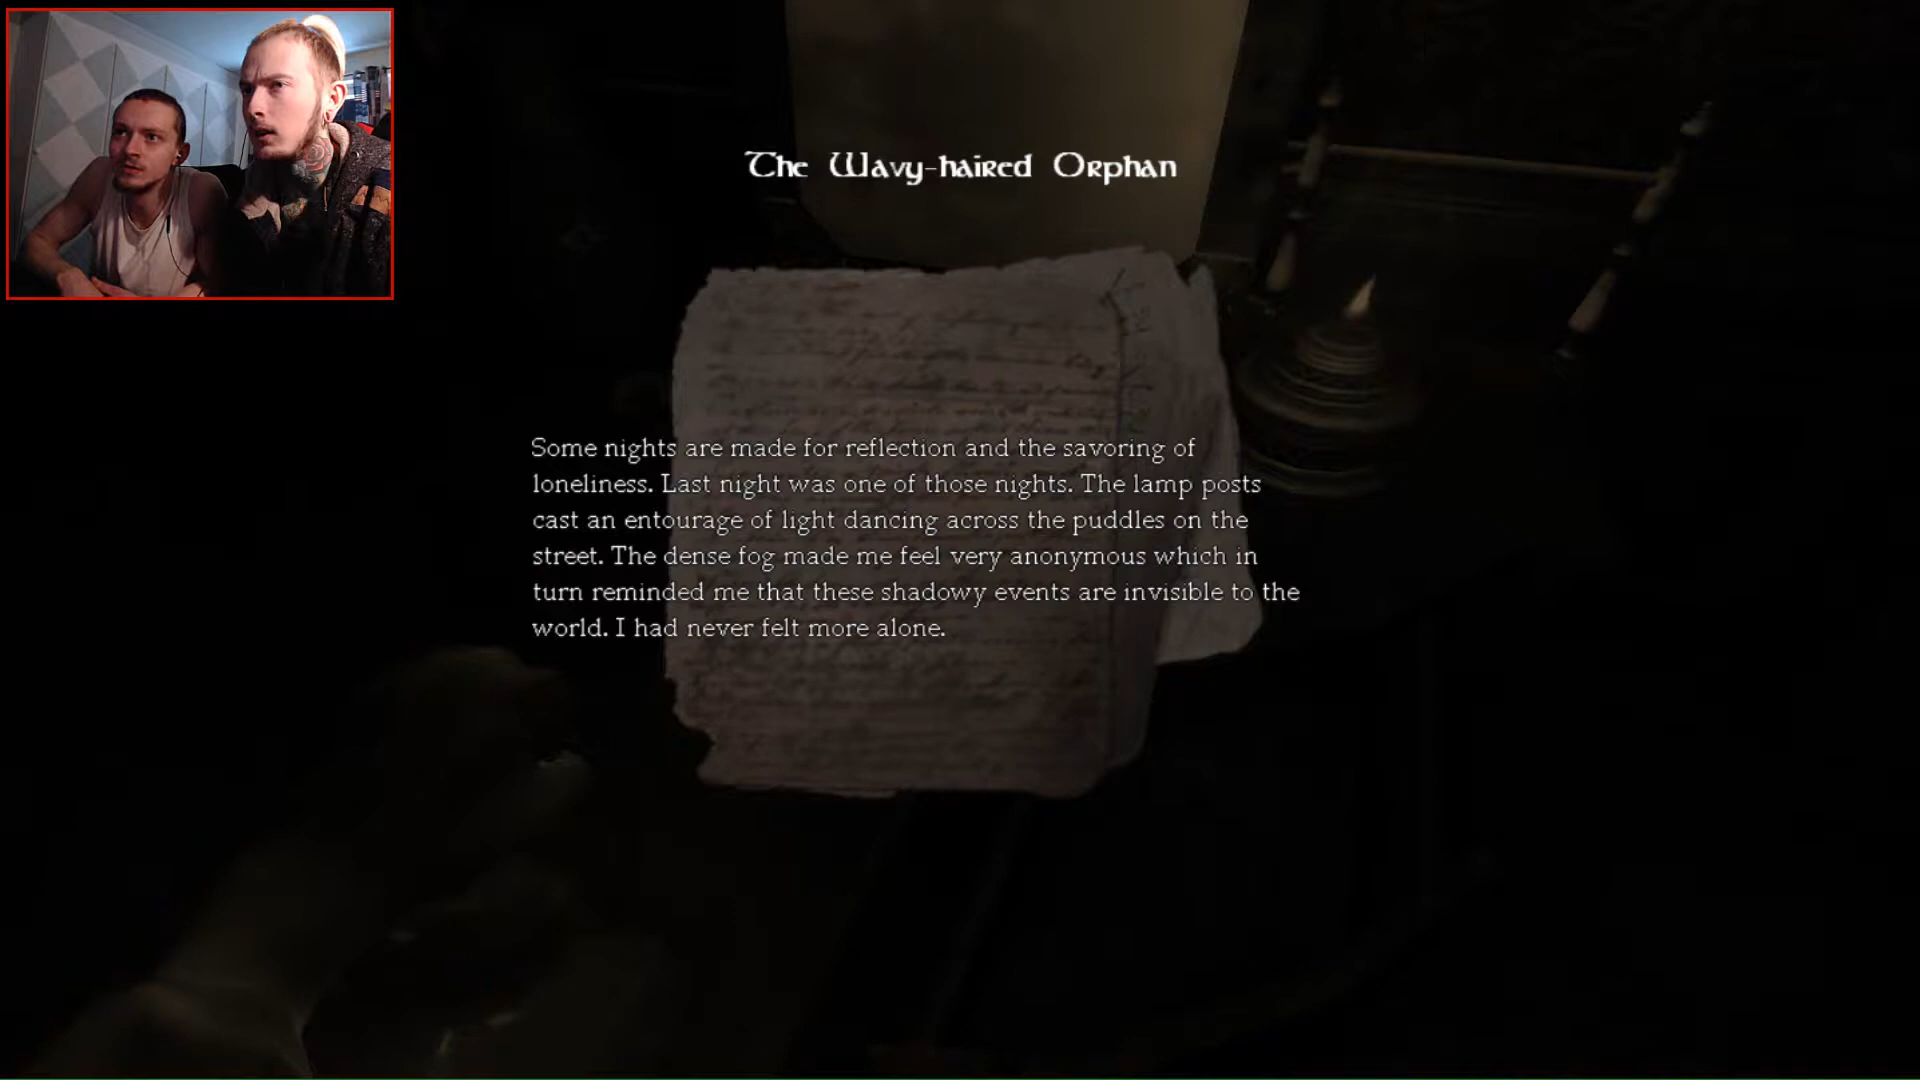 The Wavy-haired Orphan
Some nights are made for reflection and the savoring of
loneliness. Last night was one of those nights. The lamp posts
cast an entourage of light dancing across the puddles on the
street. The dense fog made me feel very anonymous which in
turn reminded me that these shadowy events are invisible to the
world. I had never felt more alone.